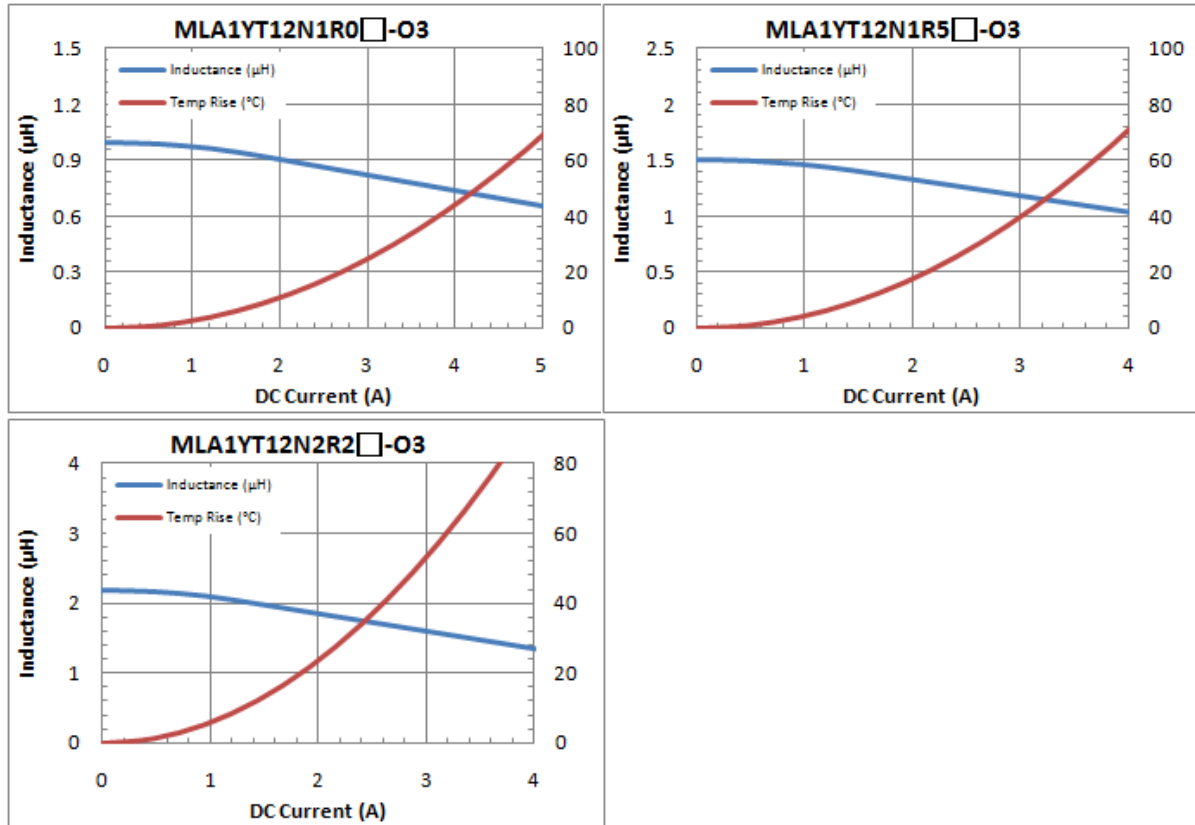 MLA1YT12N1R0□-O3
Inductance (µH)
Temp Rise (°C)
1.5
1.2
0.9
0.6
0.3
0
100
80
60
40
20
0
Inductance (µH)
0 1 2 3 4 5
DC Current (A)
MLA1YT12N1R5□-O3
Inductance (µH)
Temp Rise (°C)
2.5
2
1.5
1
0.5
0
100
80
60
40
20
0
Inductance (µH)
0 1 2 3 4
DC Current (A)
MLA1YT12N2R2□-O3
Inductance (µH)
Temp Rise (°C)
4
3
2
1
0
80
60
40
20
0
Inductance (µH)
0 1 2 3 4
DC Current (A)